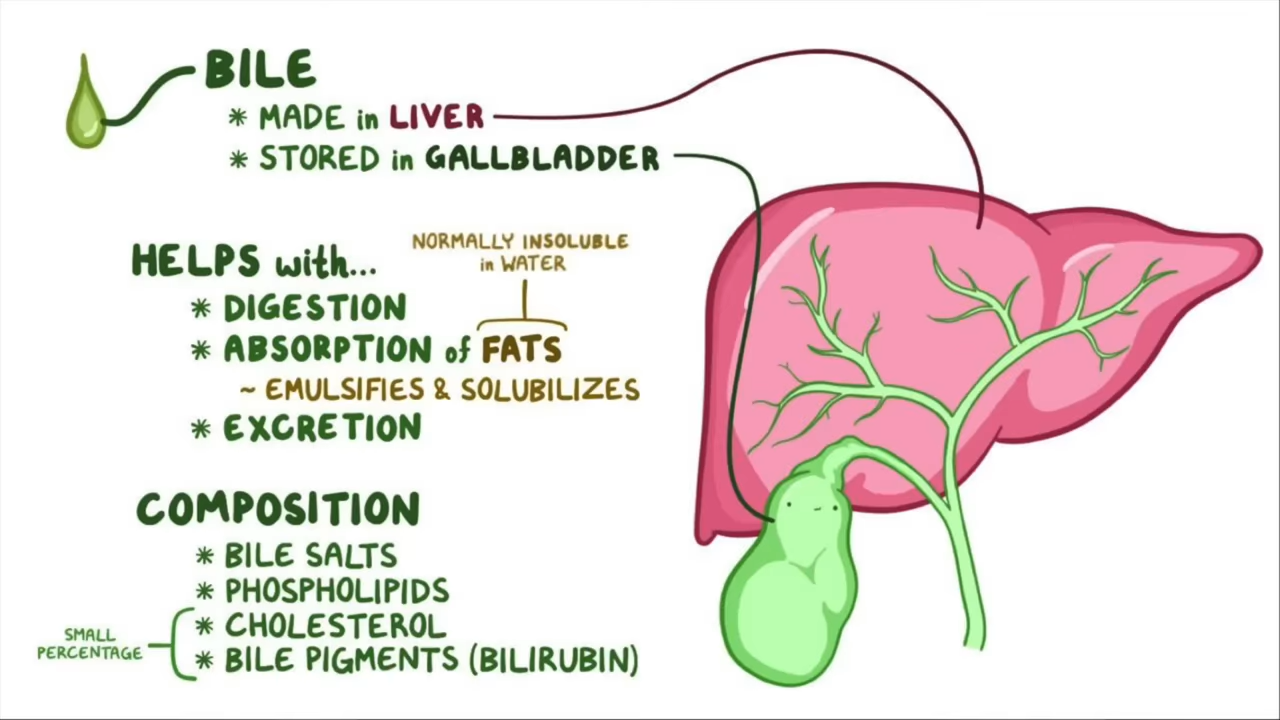 BILE
* MADE in LIVER
* STORED in GALLBLADDER
HELPS with...
NORMALLY INSOLUBLE
in WATER
* DIGESTION
* ABSORPTION of FATS
~ EMULSIFIES & SOLUBILIZES
* EXCRETION
COMPOSITION
* BILE SALTS
* PHOSPHOLIPIDS
* CHOLESTEROL
* BILE PIGMENTS (BILIRUBIN)
SMALL
PERCENTAGE